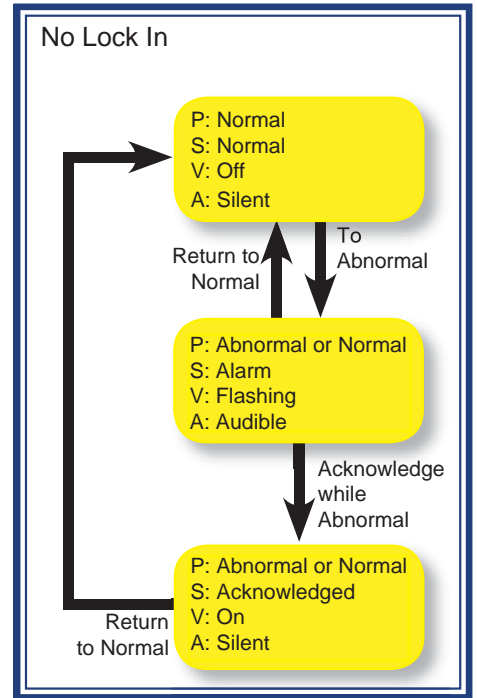 No Lock In
P: Normal
S: Normal
V: Off
A: Silent
Return to
Normal
To
Abnormal
P: Abnormal or Normal
S: Alarm
V: Flashing
A: Audible
Acknowledge
while
Abnormal
P: Abnormal or Normal
S: Acknowledged
V: On
A: Silent
Return
to Normal